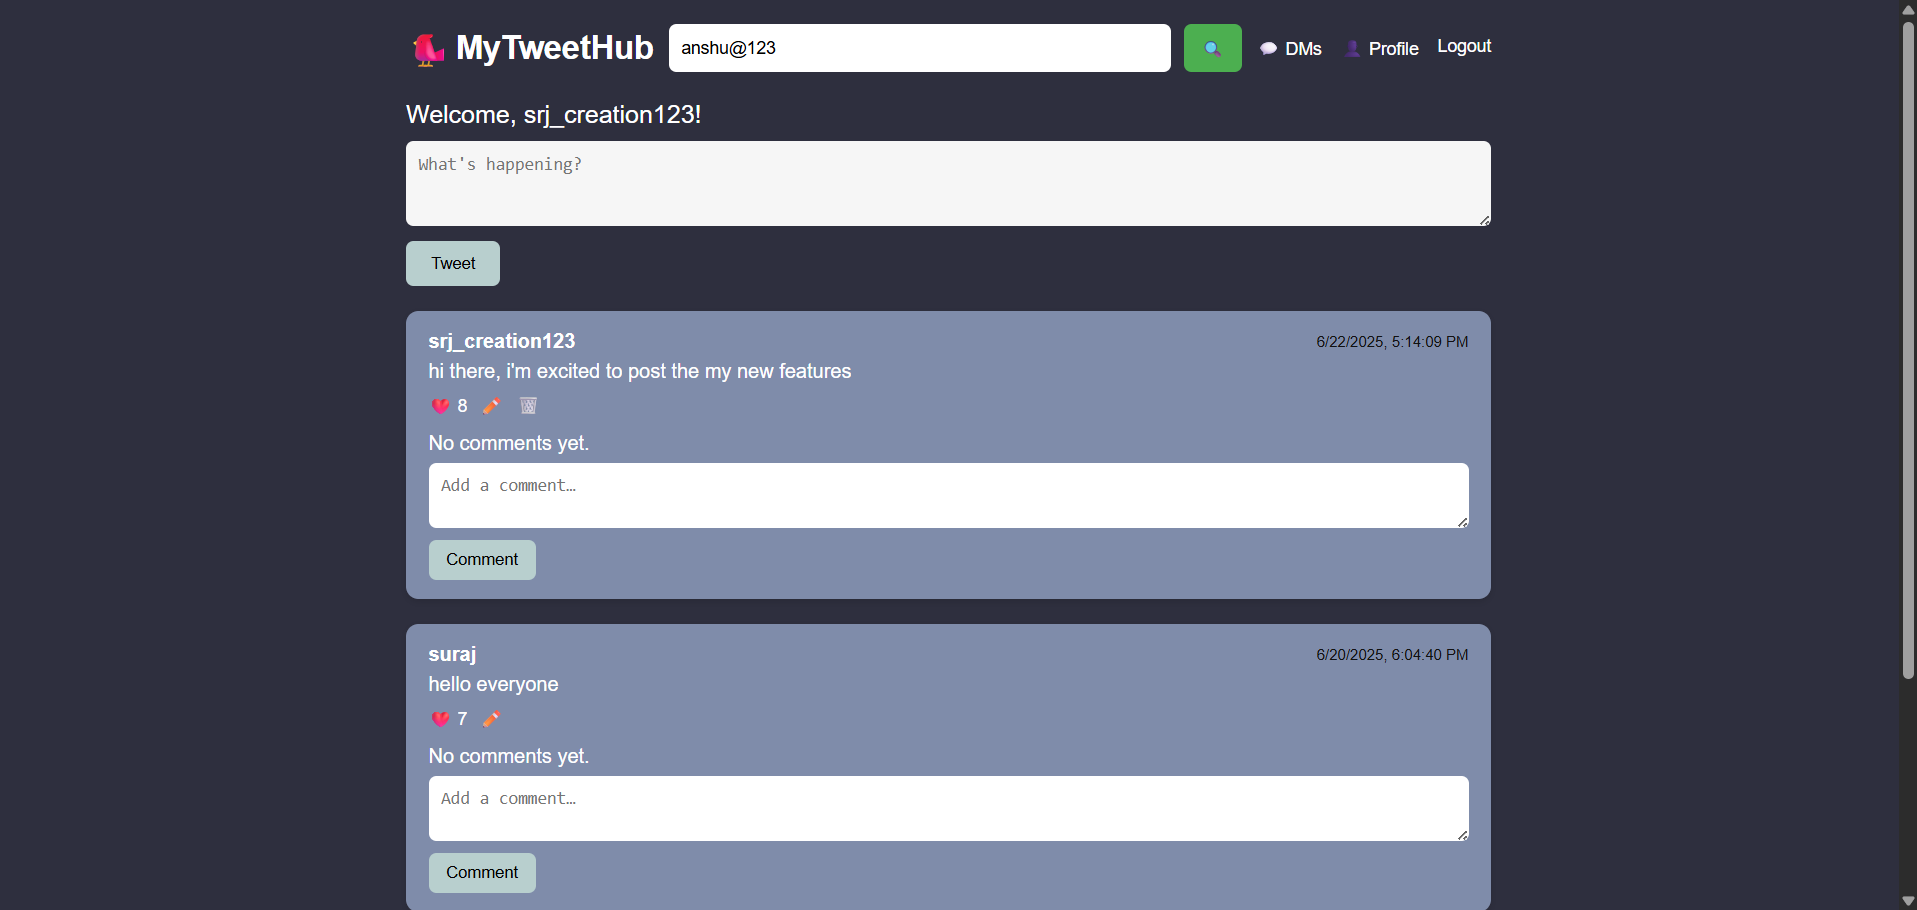 MyTweetHub anshu@123 DMs Profile Logout
Welcome, srj_creation123!
What's happening?
Tweet
srj_creation123 6/22/2025, 5:14:09 PM
hi there, i'm excited to post the my new features
8
No comments yet.
Add a comment…
Comment
suraj 6/20/2025, 6:04:40 PM
hello everyone
7
No comments yet.
Add a comment…
Comment